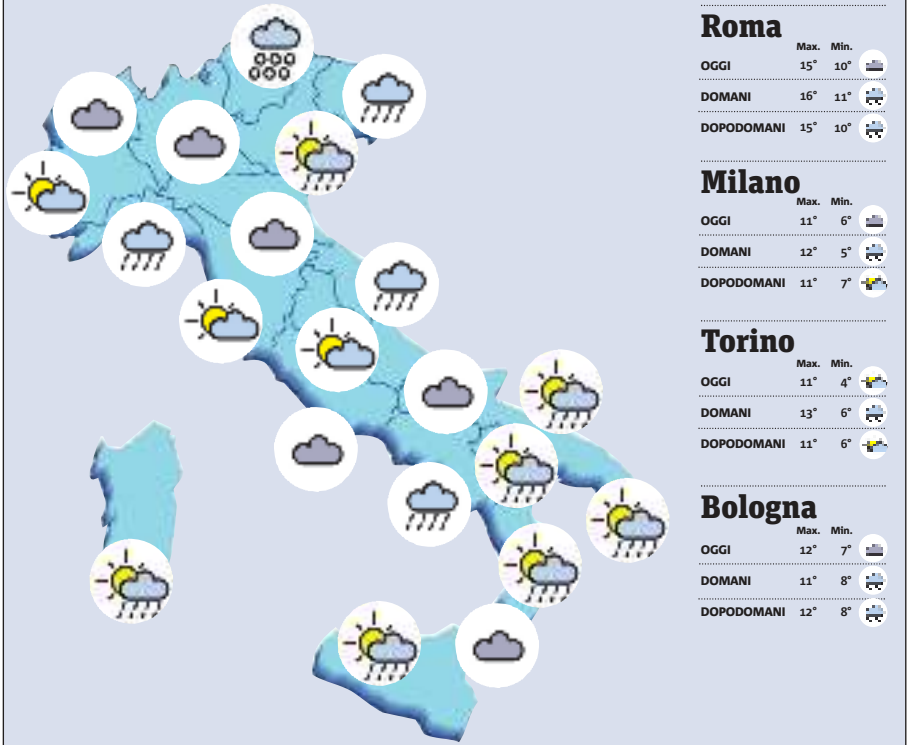 Roma
Max. Min.
OGGI 15° 10°
DOMANI 16° 11°
DOPODOMANI 15° 10°
Milano
Max. Min.
OGGI 11° 6°
DOMANI 12° 5°
DOPODOMANI 11° 7°
Torino
Max. Min.
OGGI 11° 4°
DOMANI 13° 6°
DOPODOMANI 11° 6°
Bologna
Max. Min.
OGGI 12° 7°
DOMANI 11° 8°
DOPODOMANI 12° 8°